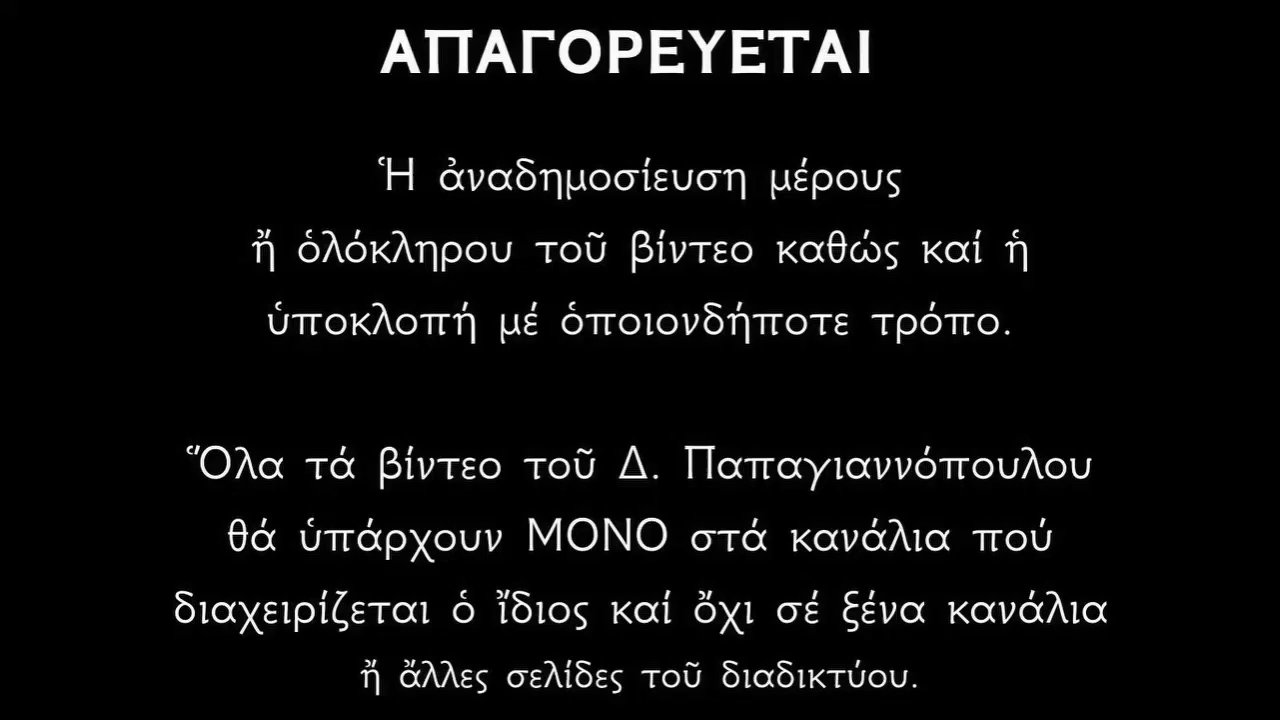 ΑΠΑΓΟΡΕΥΕΤΑΙ
Ἡ ἀναδημοσίευση μέρους
ἤ ὁλόκληρου τοῦ βίντεο καθώς καί ἡ
ὑποκλοπή μέ ὁποιονδήποτε τρόπο.
Ὅλα τά βίντεο τοῦ Δ. Παπαγιαννόπουλου
θά ὑπάρχουν ΜΟΝΟ στά κανάλια πού
διαχειρίζεται ὁ ἴδιος καί ὄχι σέ ξένα κανάλια
ἤ ἄλλες σελίδες τοῦ διαδικτύου.